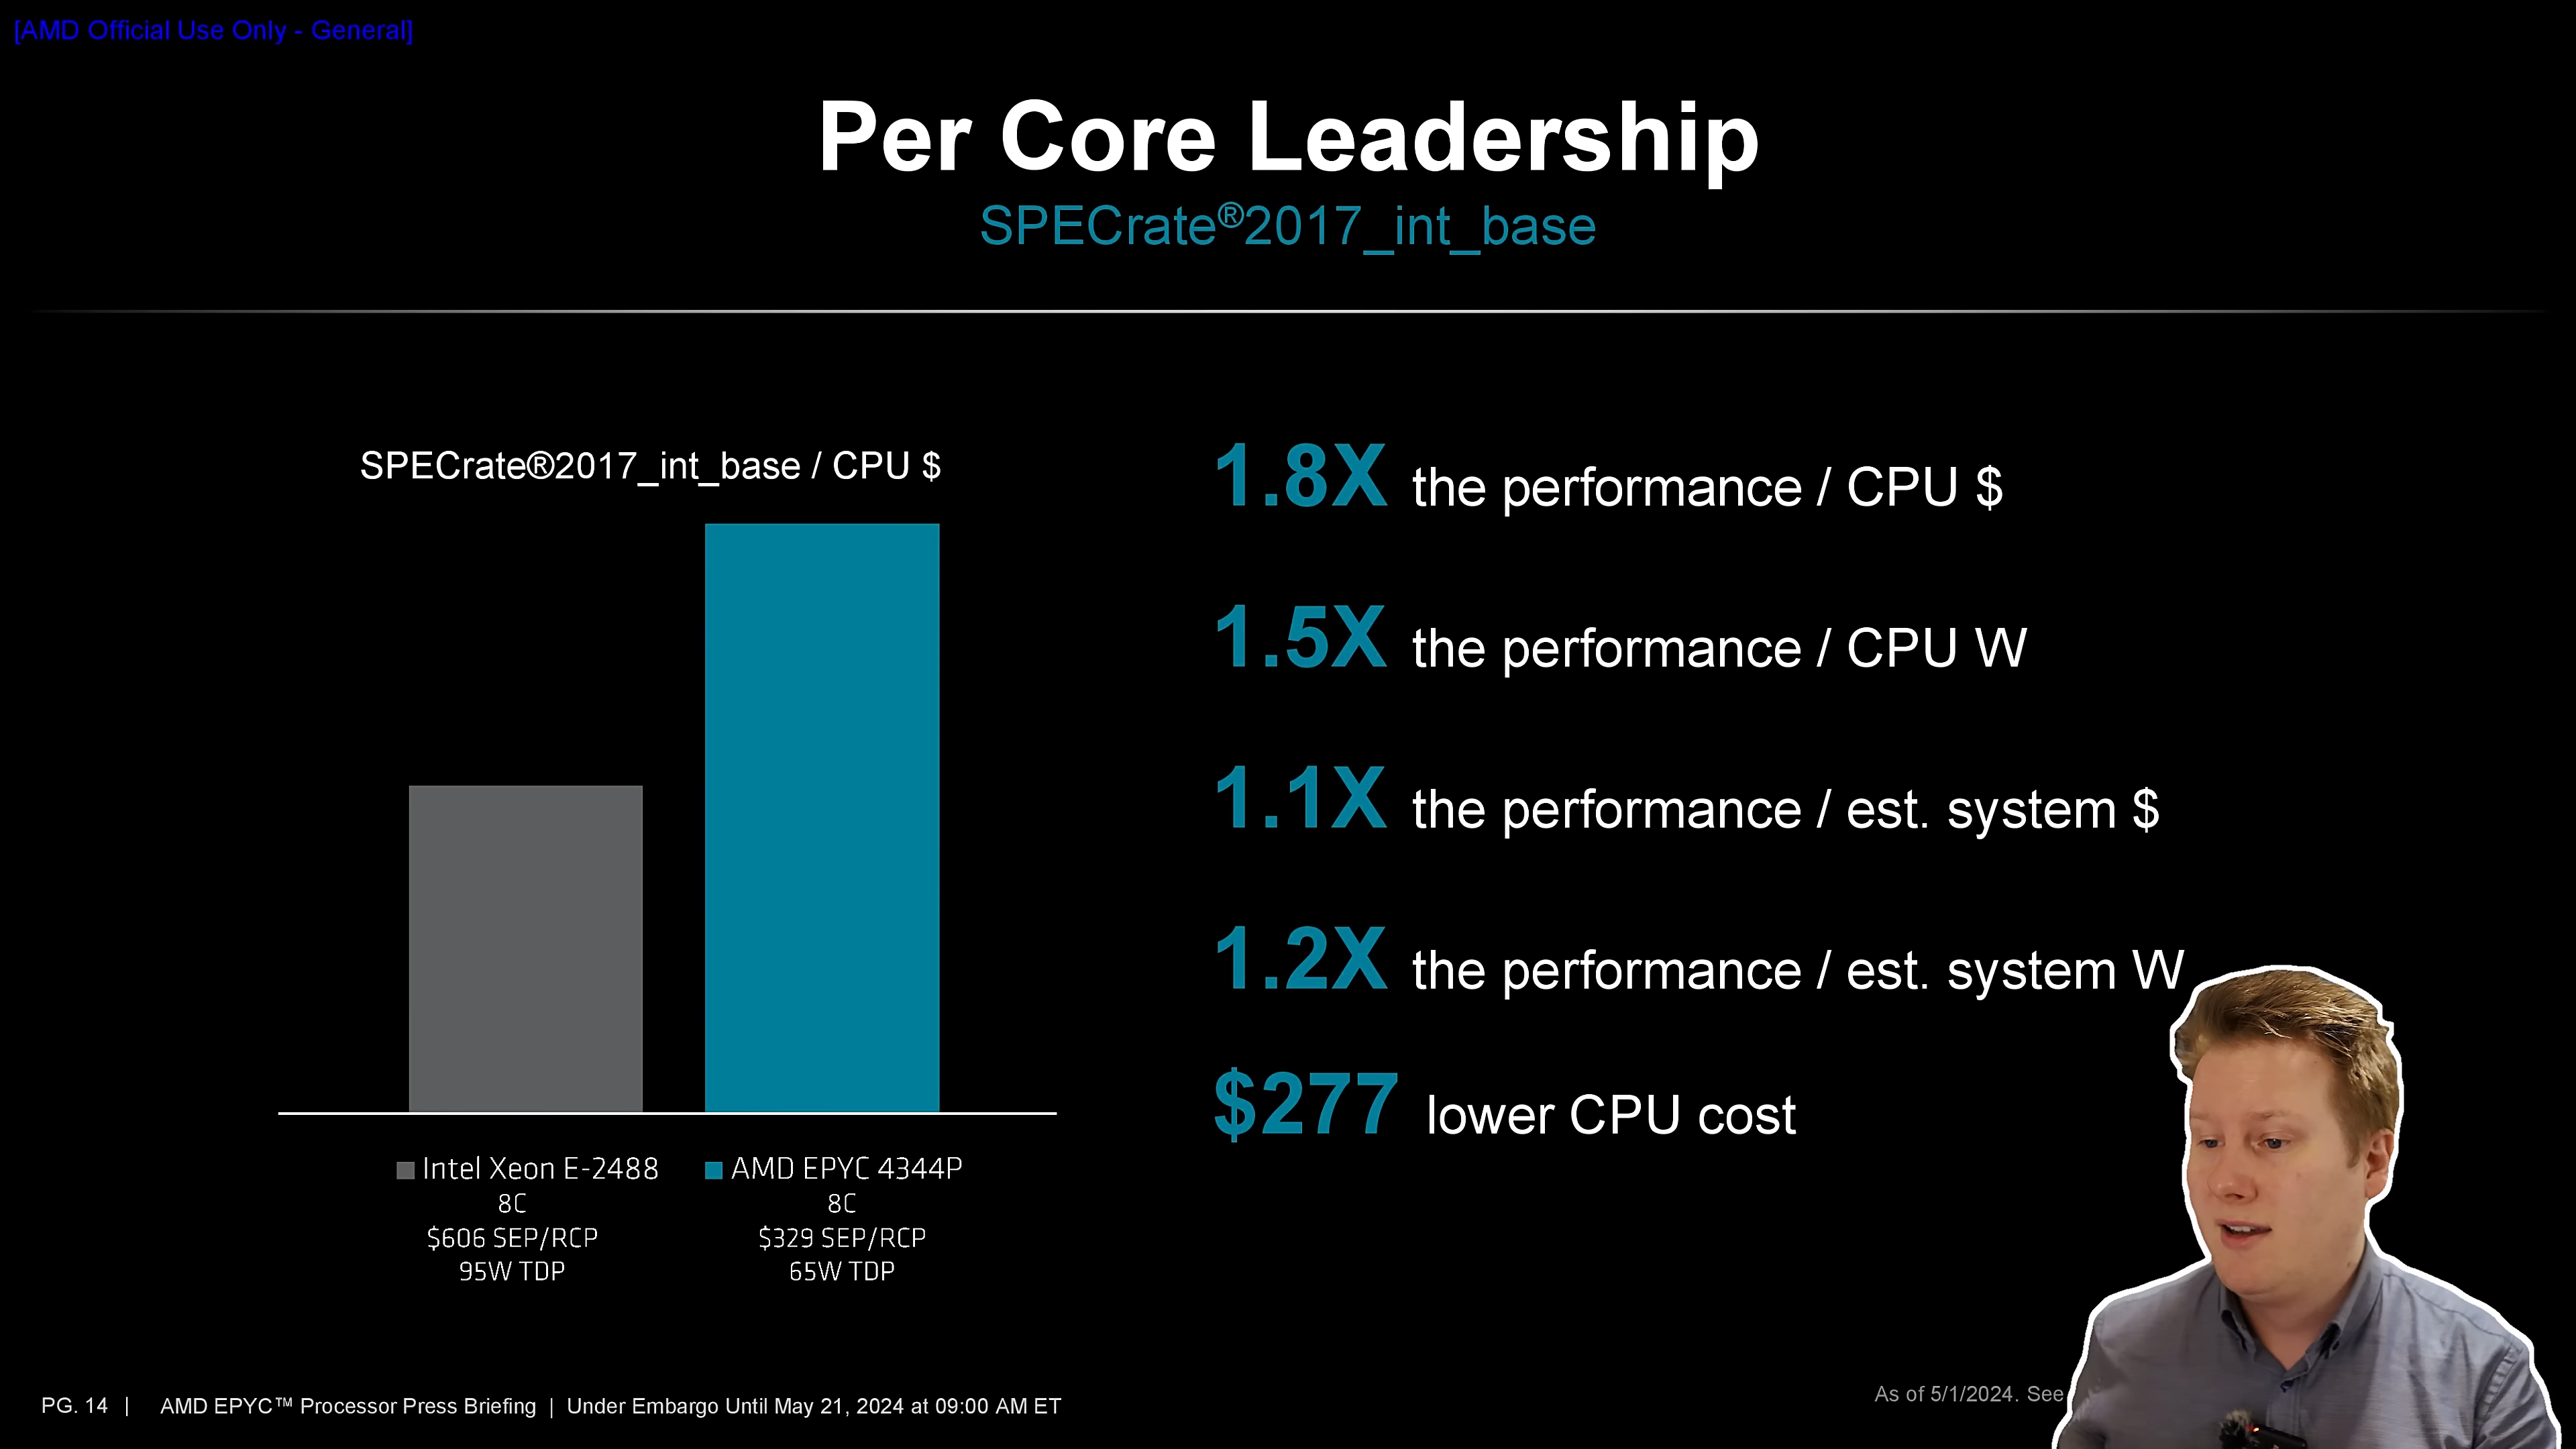 [AMD Official Use Only - General]
Per Core Leadership
SPECrate®2017_int_base
SPECrate®2017_int_base / CPU $
Intel Xeon E-2488
8C
$606 SEP/RCP
95W TDP
AMD EPYC 4344P
8C
$329 SEP/RCP
65W TDP
1.8X the performance / CPU $
1.5X the performance / CPU W
1.1X the performance / est. system $
1.2X the performance / est. system W
$277 lower CPU cost
PG. 14 | AMD EPYC™ Processor Press Briefing | Under Embargo Until May 21, 2024 at 09:00 AM ET
As of 5/1/2024. See